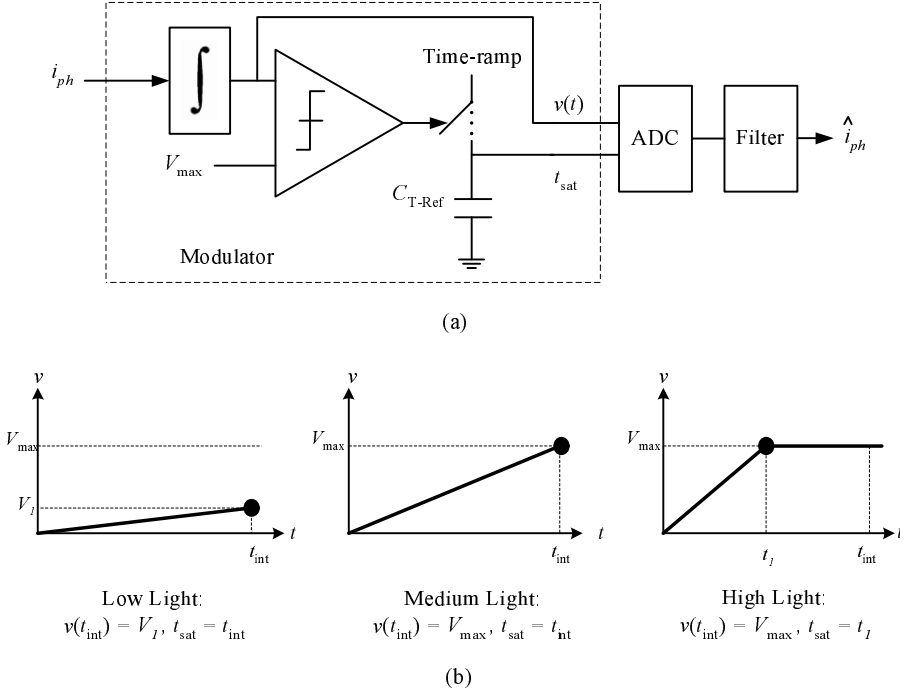 Time-ramp
i_ph
v(t)
ADC
Filter
î_ph
V_max
t_sat
C_T-Ref
Modulator
(a)
v
v
v
V_max
V_max
V_max
V_1
t
t
t
t_int
t_int
t_1
t_int
Low Light:
v(t_int) = V_1, t_sat = t_int
Medium Light:
v(t_int) = V_max, t_sat = t_int
High Light:
v(t_int) = V_max, t_sat = t_1
(b)